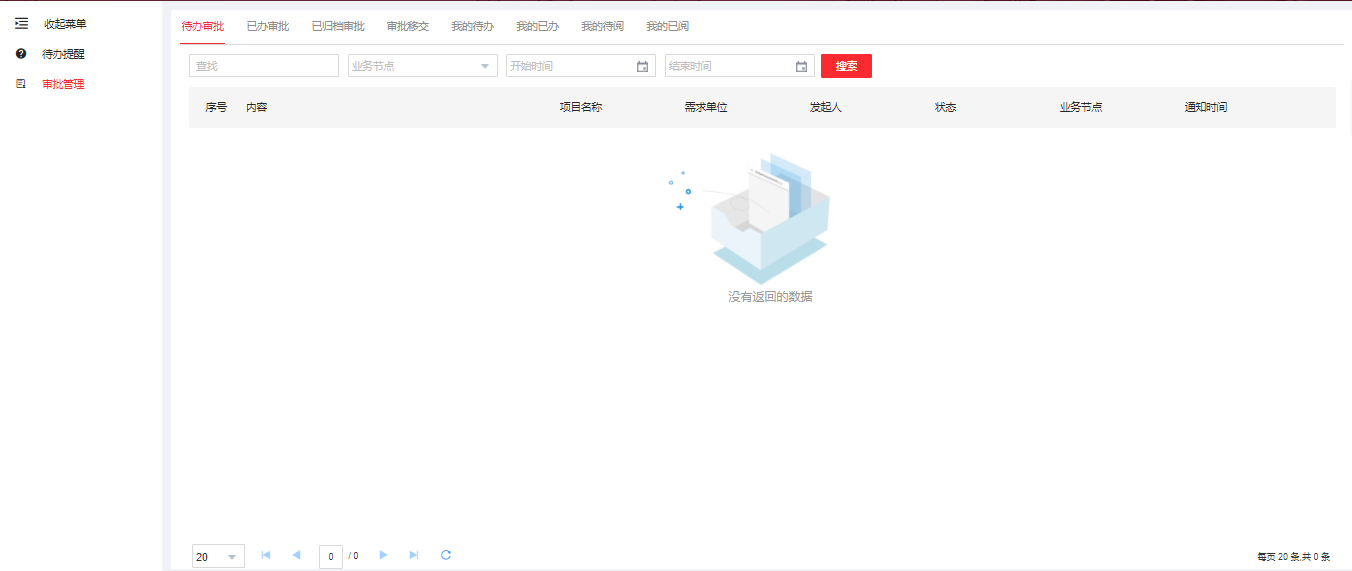 收起菜单
待办提醒
审批管理
待办审批 已办审批 已归档审批 审批移交 我的待办 我的已办 我的待阅 我的已阅
查找 业务节点 开始时间 结束时间 搜索
序号 内容 项目名称 需求单位 发起人 状态 业务节点 通知时间
没有返回的数据
20 0 / 0 每页 20 条,共 0 条